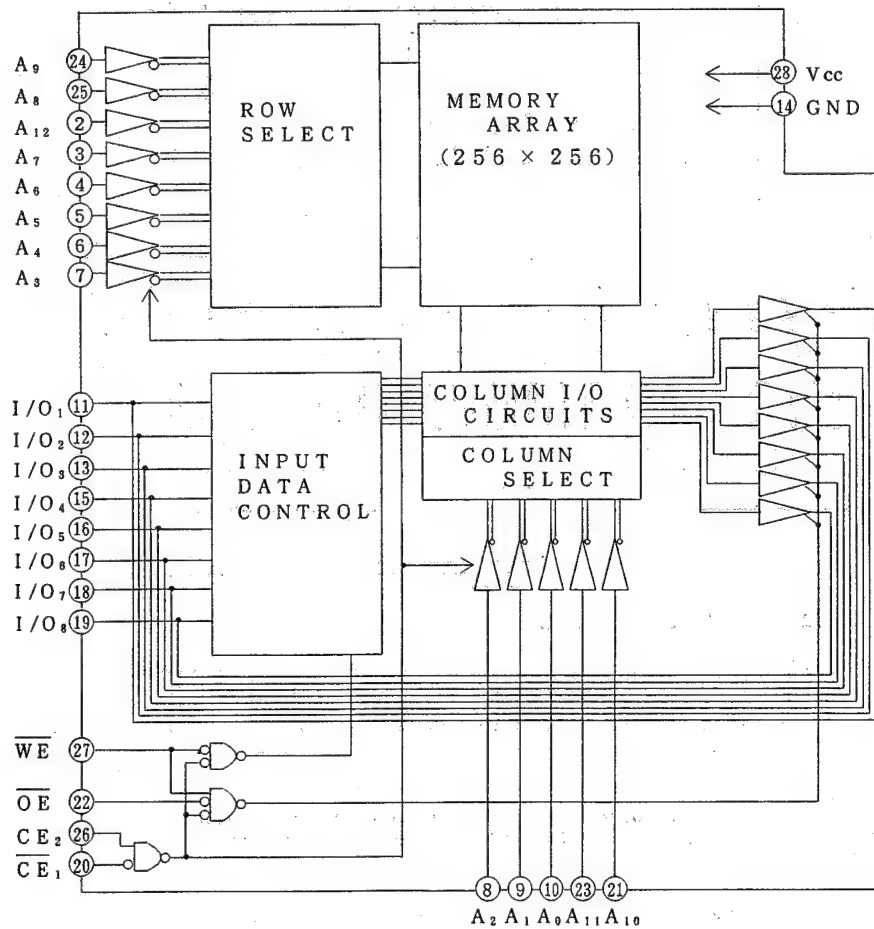 A₉ 24
A₈ 25
A₁₂ 2
A₇ 3
A₆ 4
A₅ 5
A₄ 6
A₃ 7
ROW
SELECT
MEMORY
ARRAY
(256 × 256)
28 Vcc
14 GND
I/O₁ 11
I/O₂ 12
I/O₃ 13
I/O₄ 15
I/O₅ 16
I/O₆ 17
I/O₇ 18
I/O₈ 19
INPUT
DATA
CONTROL
COLUMN I/O
CIRCUITS
COLUMN
SELECT
W̅E̅ 27
O̅E̅ 22
CE₂ 26
C̅E̅₁ 20
8 9 10 23 21
A₂ A₁ A₀ A₁₁ A₁₀